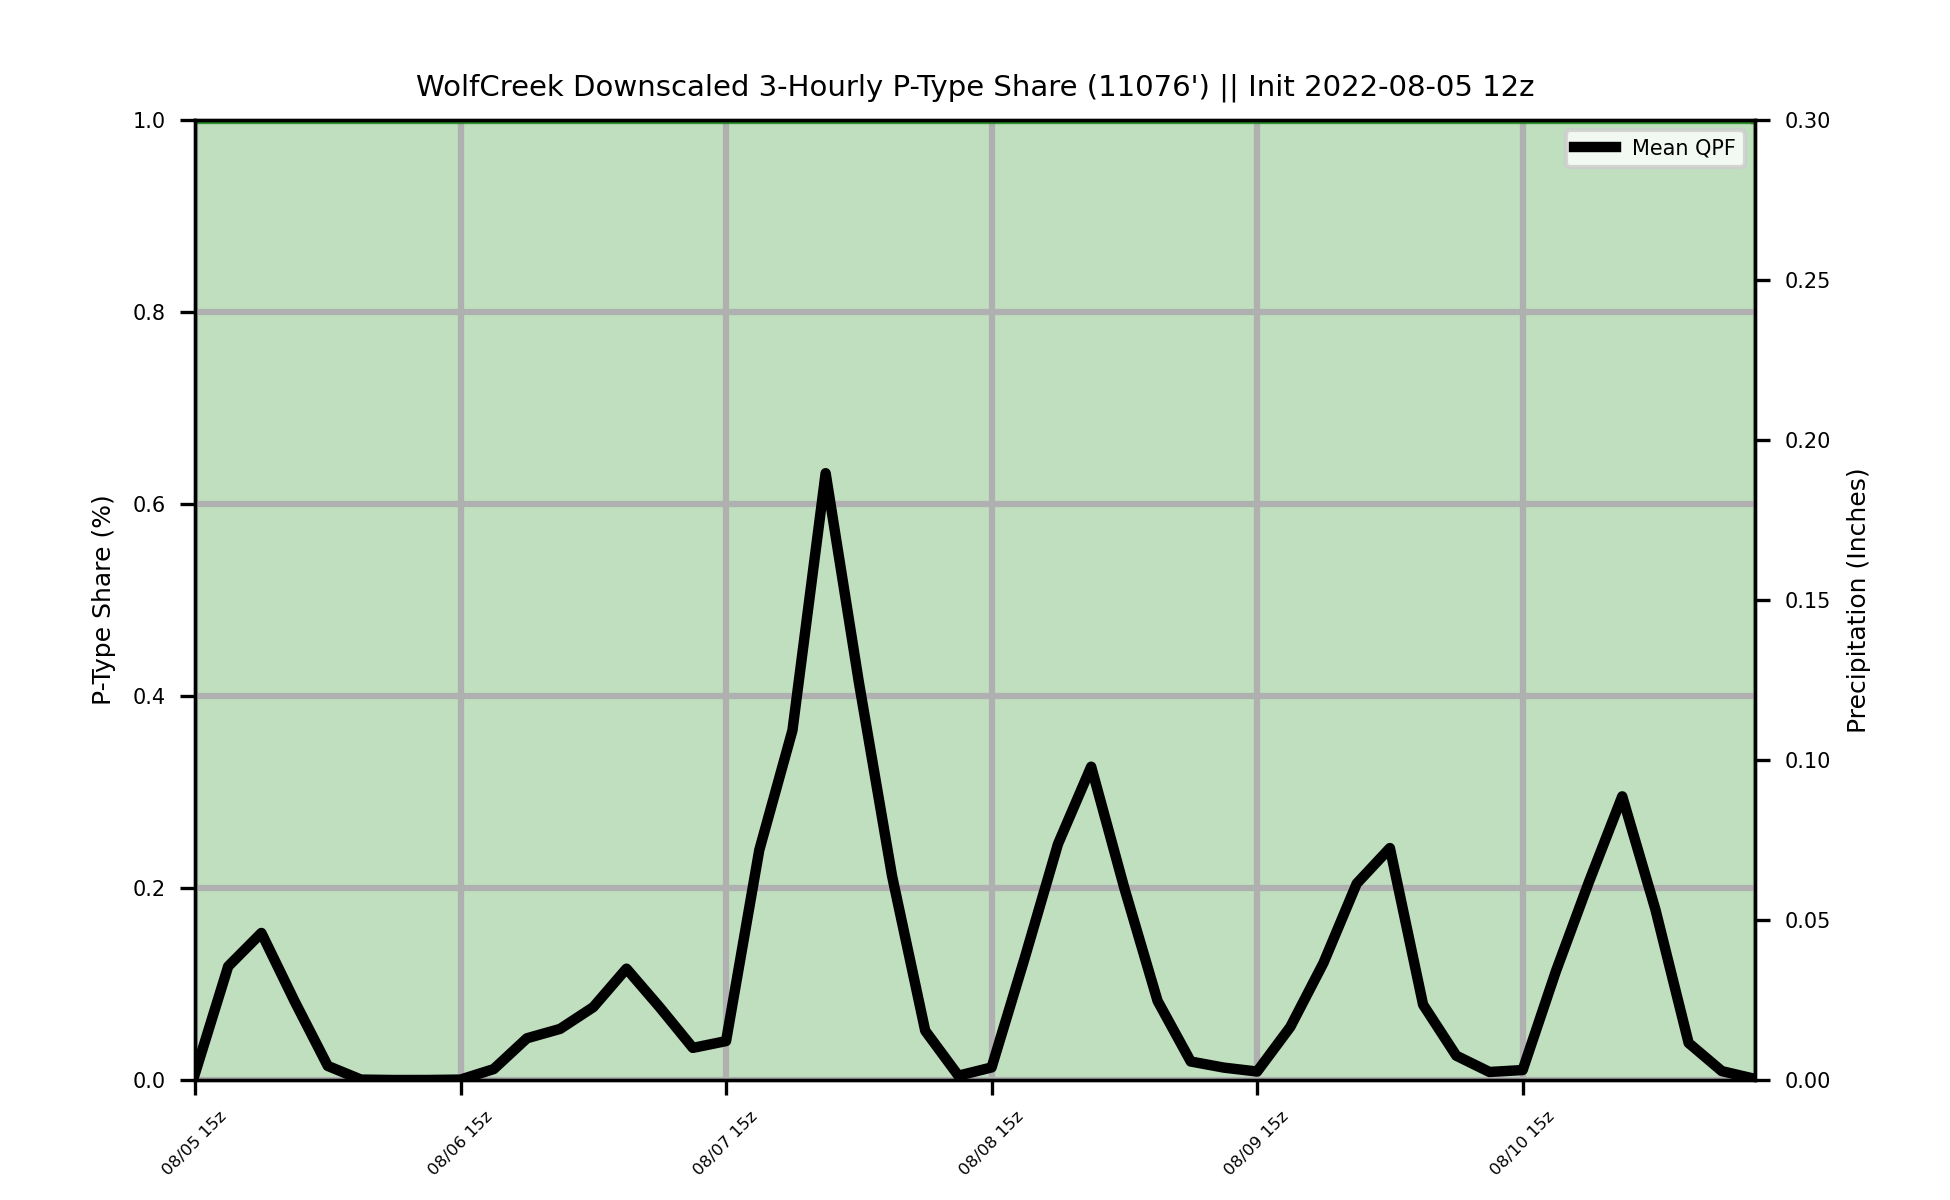 WolfCreek Downscaled 3-Hourly P-Type Share (11076') || Init 2022-08-05 12z
Mean QPF
P-Type Share (%)
1.0
0.8
0.6
0.4
0.2
0.0
0.30
0.25
0.20
0.15
0.10
0.05
0.00
Precipitation (Inches)
08/05 15z
08/06 15z
08/07 15z
08/08 15z
08/09 15z
08/10 15z